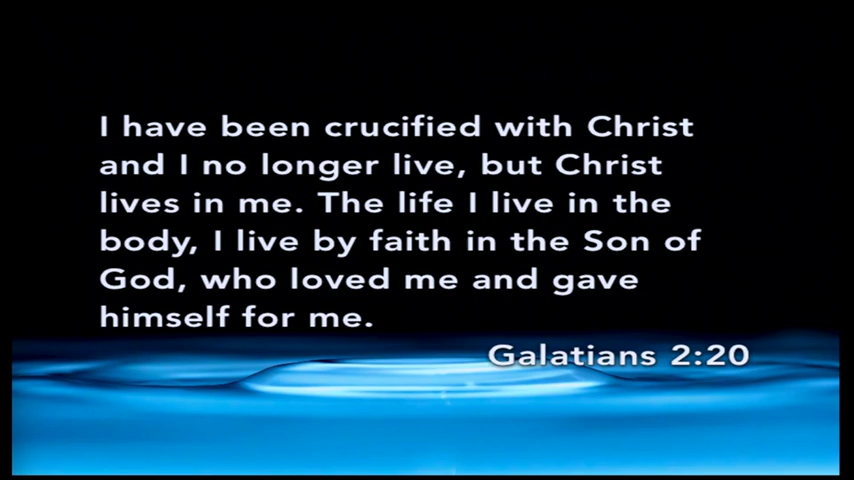 I have been crucified with Christ
and I no longer live, but Christ
lives in me. The life I live in the
body, I live by faith in the Son of
God, who loved me and gave
himself for me.
Galatians 2:20